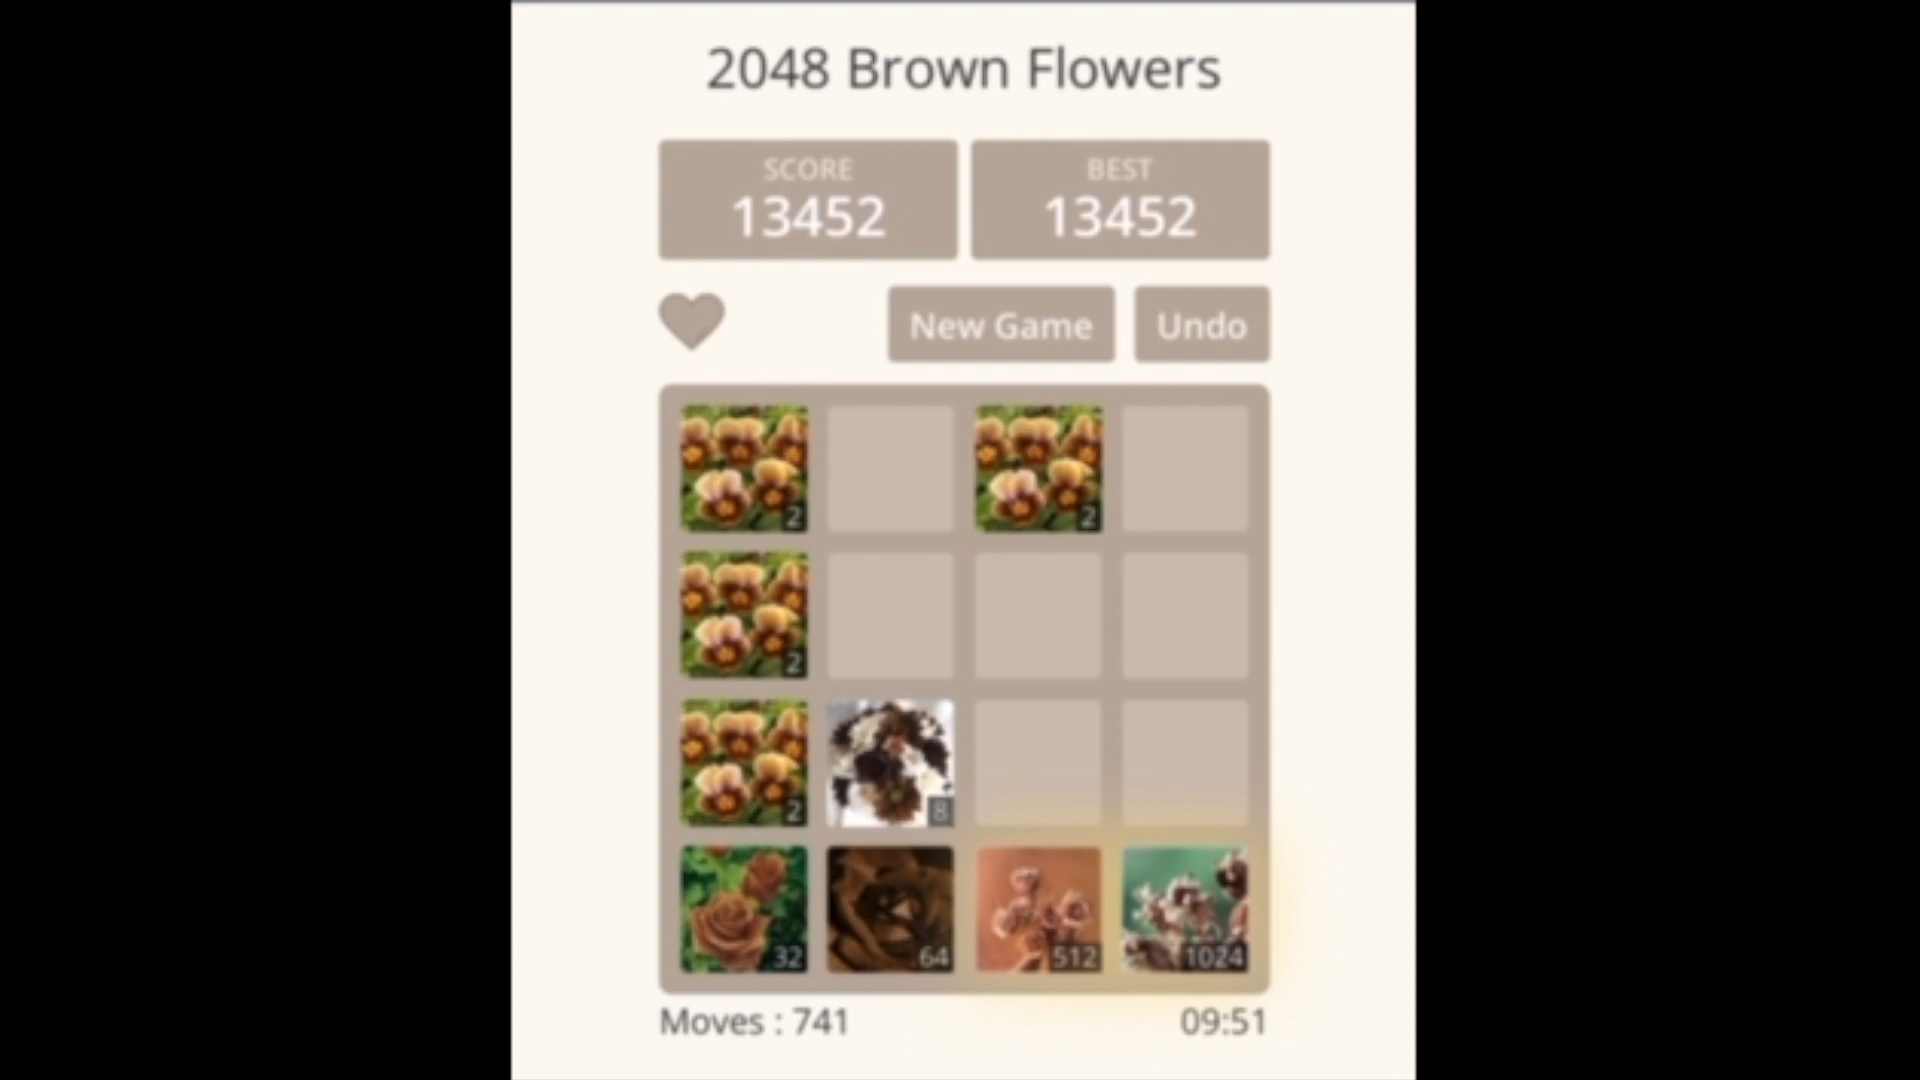 2048 Brown Flowers
SCORE
13452
BEST
13452
New Game
Undo
2
2
2
2
8
32
64
512
1024
Moves : 741
09:51